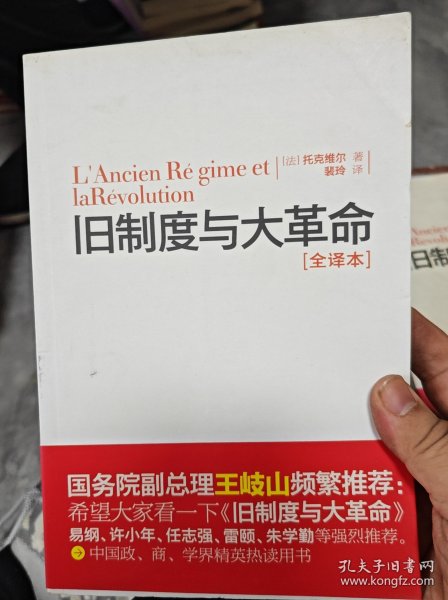 L'Ancien Ré gime et
laRévolution
[法] 托克维尔 著
裴玲 译
旧制度与大革命
[全译本]
国务院副总理王岐山频繁推荐：
希望大家看一下《旧制度与大革命》
易纲、许小年、任志强、雷颐、朱学勤等强烈推荐。
中国政、商、学界精英热读用书
孔夫子旧书网
www.kongfz.com